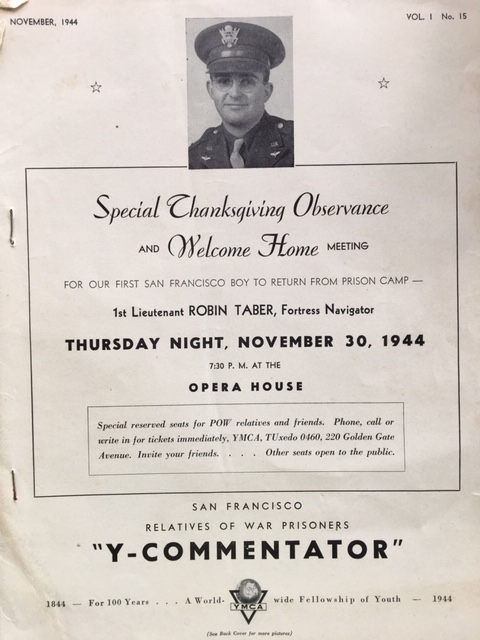 NOVEMBER, 1944
VOL. I No. 15
Special Thanksgiving Observance
AND Welcome Home MEETING
FOR OUR FIRST SAN FRANCISCO BOY TO RETURN FROM PRISON CAMP —
1st Lieutenant ROBIN TABER, Fortress Navigator
THURSDAY NIGHT, NOVEMBER 30, 1944
7:30 P. M. AT THE
OPERA HOUSE
Special reserved seats for POW relatives and friends. Phone, call or
write in for tickets immediately, YMCA, TUxedo 0460, 220 Golden Gate
Avenue. Invite your friends. . . . Other seats open to the public.
SAN FRANCISCO
RELATIVES OF WAR PRISONERS
"Y-COMMENTATOR"
1844 — For 100 Years . . . A World-wide Fellowship of Youth — 1944
YMCA
(See Back Cover for more pictures)